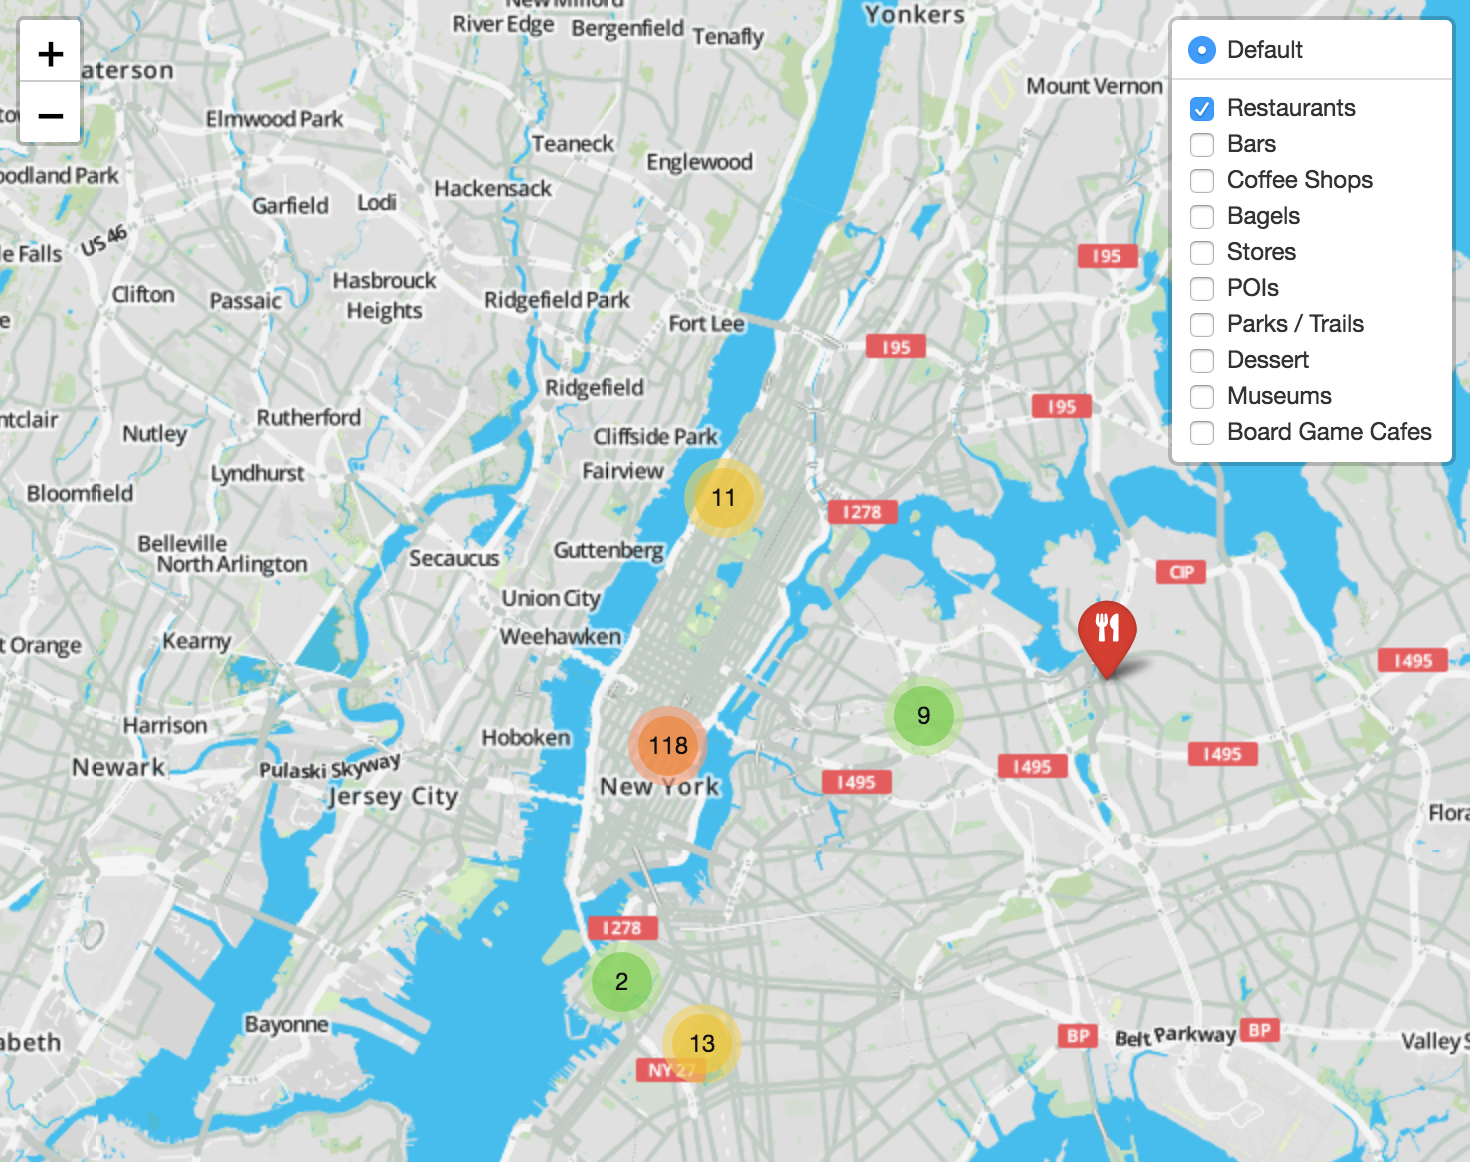 New Milford
River Edge
Bergenfield
Tenafly
Yonkers
+
−
aterson
Default
Mount Vernon
Restaurants
Bars
Coffee Shops
Bagels
Stores
POIs
Parks / Trails
Dessert
Museums
Board Game Cafes
Elmwood Park
Teaneck
Englewood
oodland Park
Hackensack
Garfield
Lodi
US 46
le Falls
I 95
Hasbrouck
Heights
Clifton
Passaic
Ridgefield Park
Fort Lee
I 95
Ridgefield
I 95
ntclair
Rutherford
Nutley
Cliffside Park
Fairview
Lyndhurst
Bloomfield
11
I 278
Belleville
North Arlington
Secaucus
Guttenberg
CIP
Union City
Weehawken
t Orange
Kearny
I 495
Harrison
Hoboken
9
118
Newark
Pulaski Skyway
New York
Jersey City
I 495
I 495
I 495
Flora
I 278
2
Bayonne
13
abeth
NY 27
BP
Belt Parkway
BP
Valley S